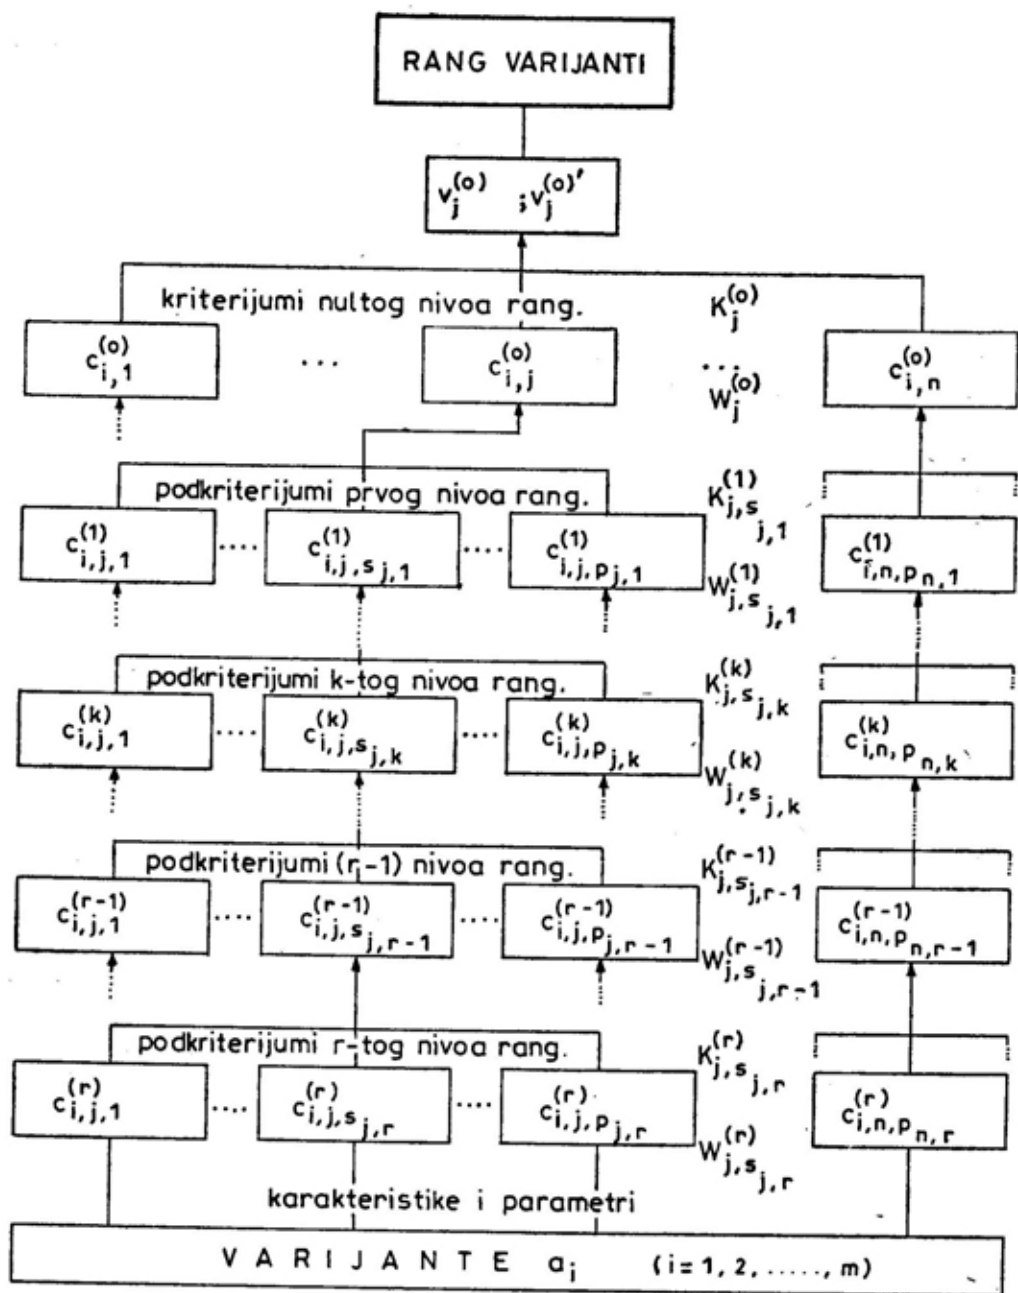 RANG VARIJANTI
v_j^(o) ; v_j^(o)'
kriterijumi nultog nivoa rang. K_j^(o)
c_i,1^(o) ... c_i,j^(o) ... c_i,n^(o)
W_j^(o)
podkriterijumi prvog nivoa rang. K_j,s_j,1^(1)
c_i,j,1^(1) .... c_i,j,s_j,1^(1) .... c_i,j,p_j,1^(1) c_i,n,p_n,1^(1)
W_j,s_j,1^(1)
podkriterijumi k-tog nivoa rang. K_j,s_j,k^(k)
c_i,j,1^(k) .... c_i,j,s_j,k^(k) .... c_i,j,p_j,k^(k) c_i,n,p_n,k^(k)
W_j,s_j,k^(k)
podkriterijumi (r-1) nivoa rang. K_j,s_j,r-1^(r-1)
c_i,j,1^(r-1) .... c_i,j,s_j,r-1^(r-1) .... c_i,j,p_j,r-1^(r-1) c_i,n,p_n,r-1^(r-1)
W_j,s_j,r-1^(r-1)
podkriterijumi r-tog nivoa rang. K_j,s_j,r^(r)
c_i,j,1^(r) .... c_i,j,s_j,r^(r) .... c_i,j,p_j,r^(r) c_i,n,p_n,r^(r)
W_j,s_j,r^(r)
karakteristike i parametri
VARIJANTE a_i (i = 1, 2, ....., m)